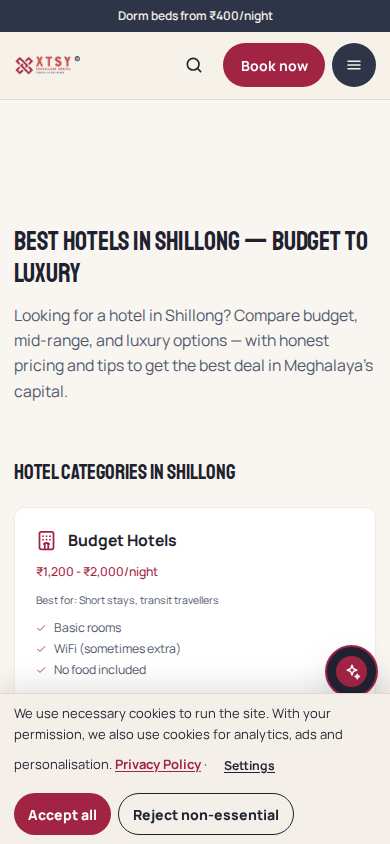 Dorm beds from ₹400/night
XTSY
Book now
BEST HOTELS IN SHILLONG — BUDGET TO
LUXURY
Looking for a hotel in Shillong? Compare budget,
mid-range, and luxury options — with honest
pricing and tips to get the best deal in Meghalaya's
capital.
HOTEL CATEGORIES IN SHILLONG
Budget Hotels
₹1,200 - ₹2,000/night
Best for: Short stays, transit travellers
Basic rooms
WiFi (sometimes extra)
No food included
We use necessary cookies to run the site. With your
permission, we also use cookies for analytics, ads and
personalisation. Privacy Policy · Settings
Accept all
Reject non-essential